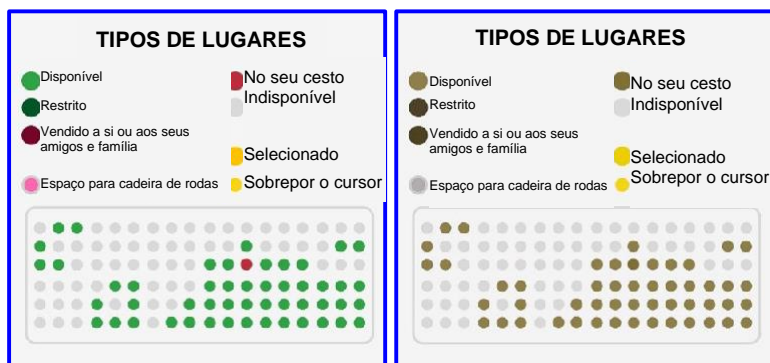 TIPOS DE LUGARES
Disponível
Restrito
Vendido a si ou aos seus
amigos e família
Espaço para cadeira de rodas
No seu cesto
Indisponível
Selecionado
Sobrepor o cursor
TIPOS DE LUGARES
Disponível
Restrito
Vendido a si ou aos seus
amigos e família
Espaço para cadeira de rodas
No seu cesto
Indisponível
Selecionado
Sobrepor o cursor